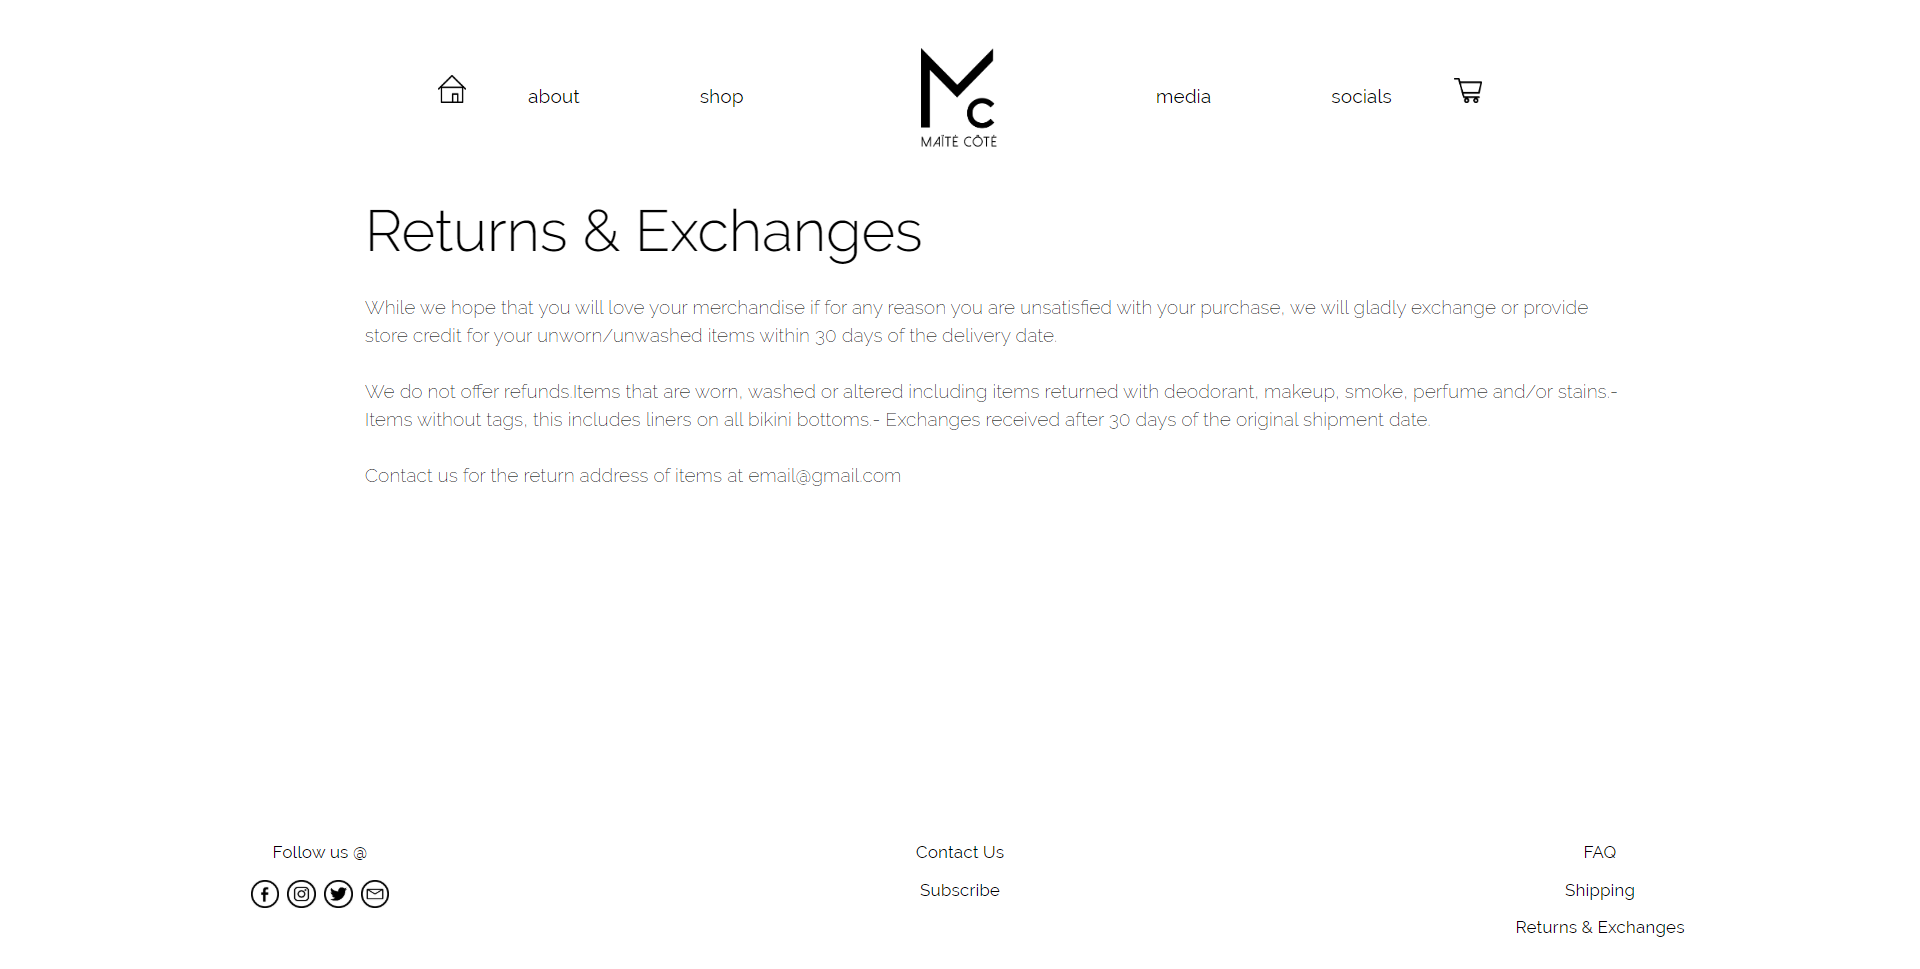 about
shop
MC
MAÏTÉ CÔTÉ
media
socials
Returns & Exchanges
While we hope that you will love your merchandise if for any reason you are unsatisfied with your purchase, we will gladly exchange or provide
store credit for your unworn/unwashed items within 30 days of the delivery date.
We do not offer refunds.Items that are worn, washed or altered including items returned with deodorant, makeup, smoke, perfume and/or stains.-
Items without tags, this includes liners on all bikini bottoms.- Exchanges received after 30 days of the original shipment date.
Contact us for the return address of items at email@gmail.com
Follow us @
Contact Us
Subscribe
FAQ
Shipping
Returns & Exchanges